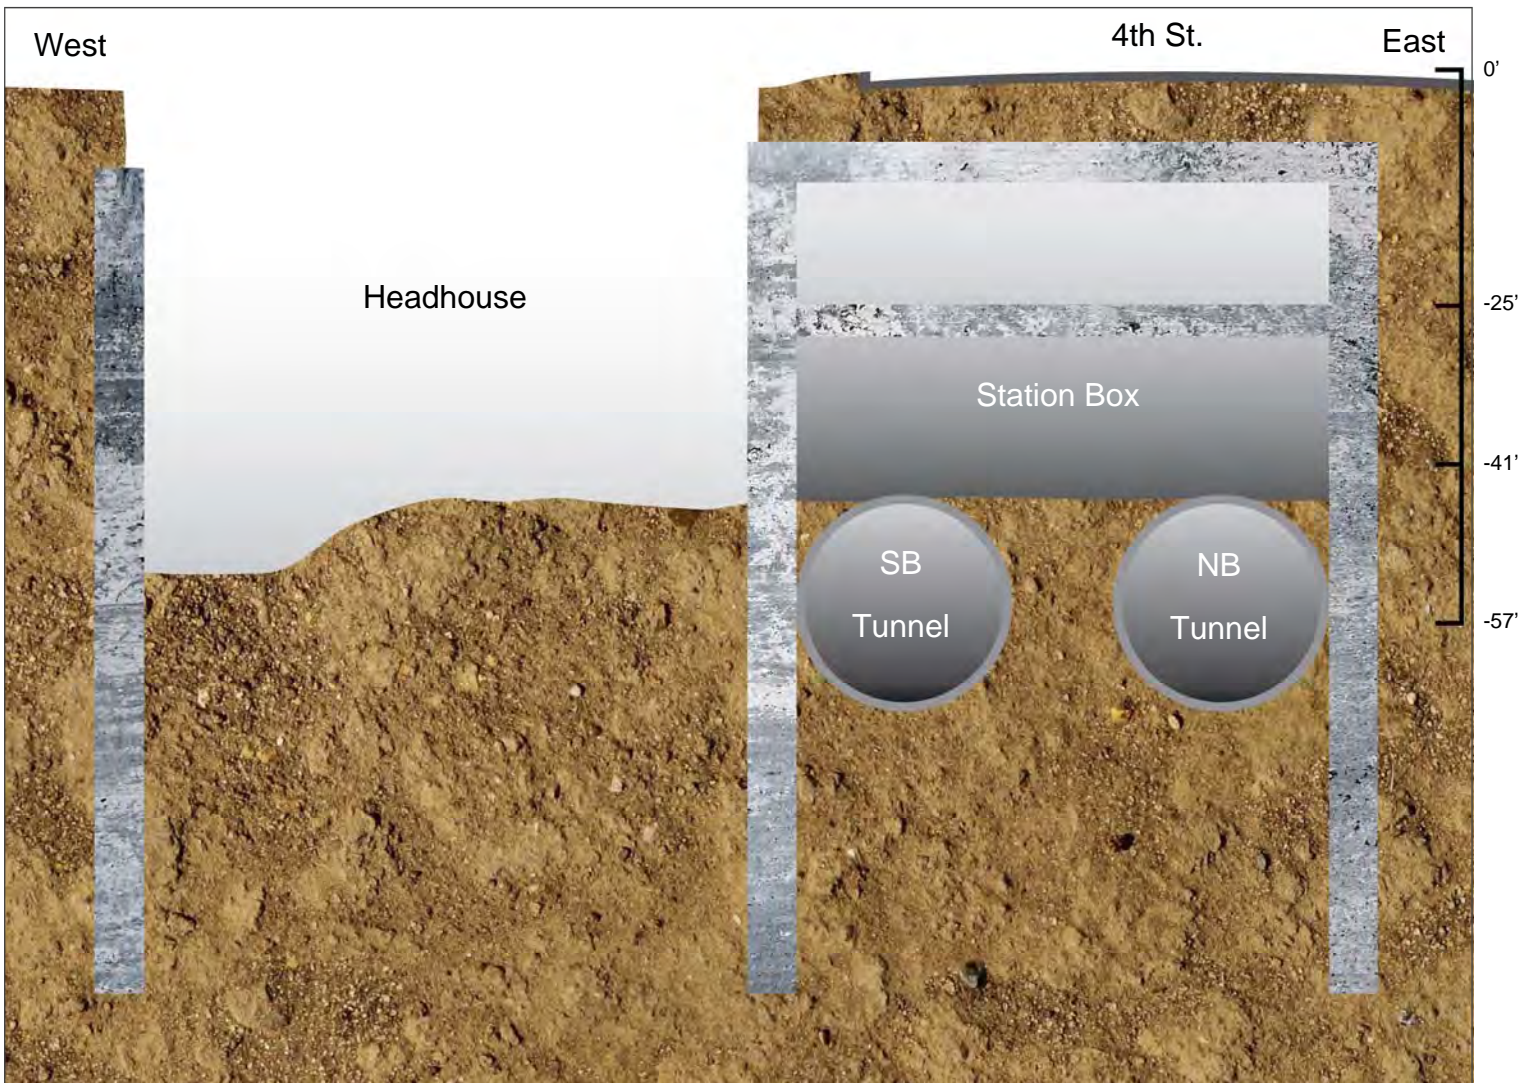 West
4th St.
East
0’
Headhouse
-25’
Station Box
-41’
SB
Tunnel
NB
Tunnel
-57’